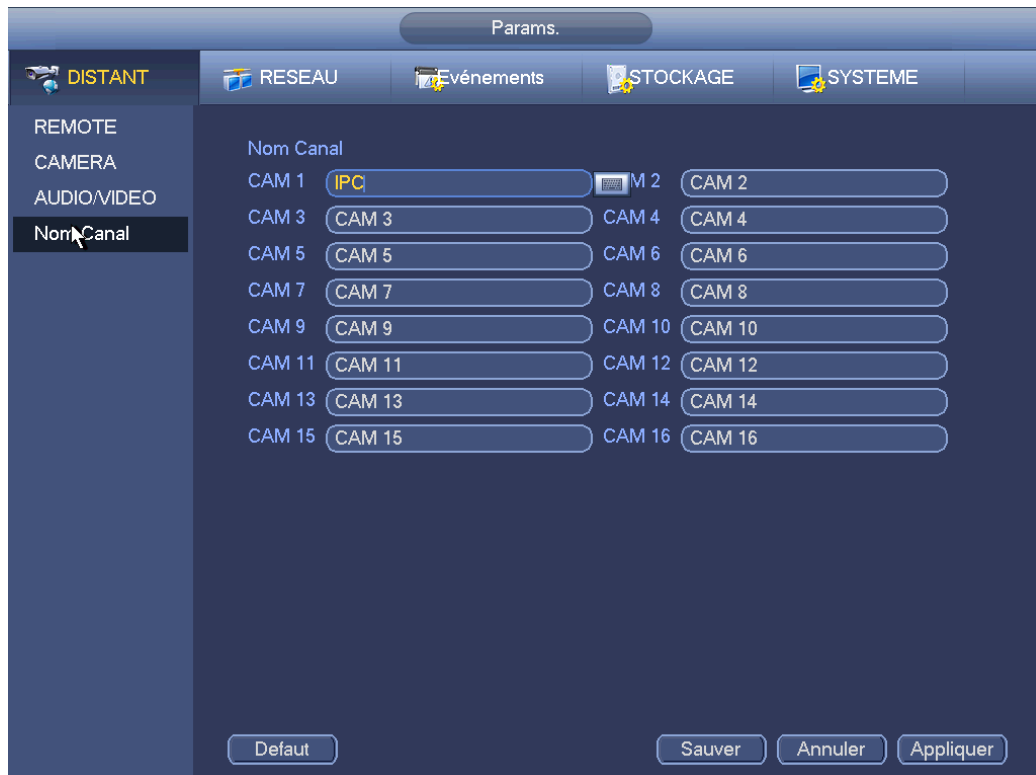 Params.
DISTANT RESEAU Evénements STOCKAGE SYSTEME
REMOTE
CAMERA
AUDIO/VIDEO
Nom Canal
Nom Canal
CAM 1 IPC M 2 CAM 2
CAM 3 CAM 3 CAM 4 CAM 4
CAM 5 CAM 5 CAM 6 CAM 6
CAM 7 CAM 7 CAM 8 CAM 8
CAM 9 CAM 9 CAM 10 CAM 10
CAM 11 CAM 11 CAM 12 CAM 12
CAM 13 CAM 13 CAM 14 CAM 14
CAM 15 CAM 15 CAM 16 CAM 16
Defaut Sauver Annuler Appliquer